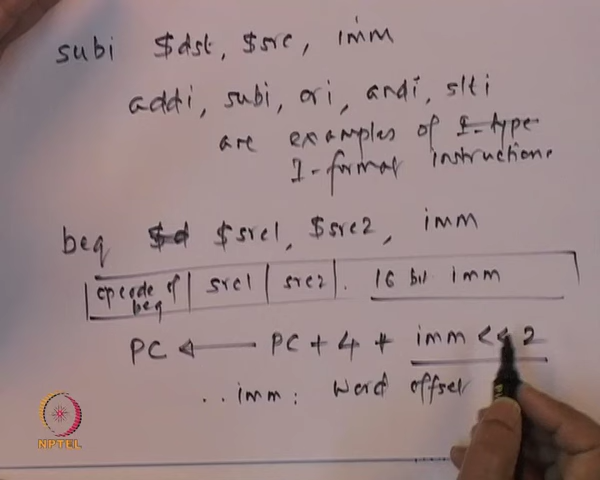 subi $dst, $src, imm
addi, subi, ori, andi, slti
are examples of I-type
I-format instructions
beq $d $src1, $src2, imm
opcode of beq | src1 | src2 | 16 bit imm
PC ← PC + 4 + imm << 2
..imm: Word offset
NPTEL